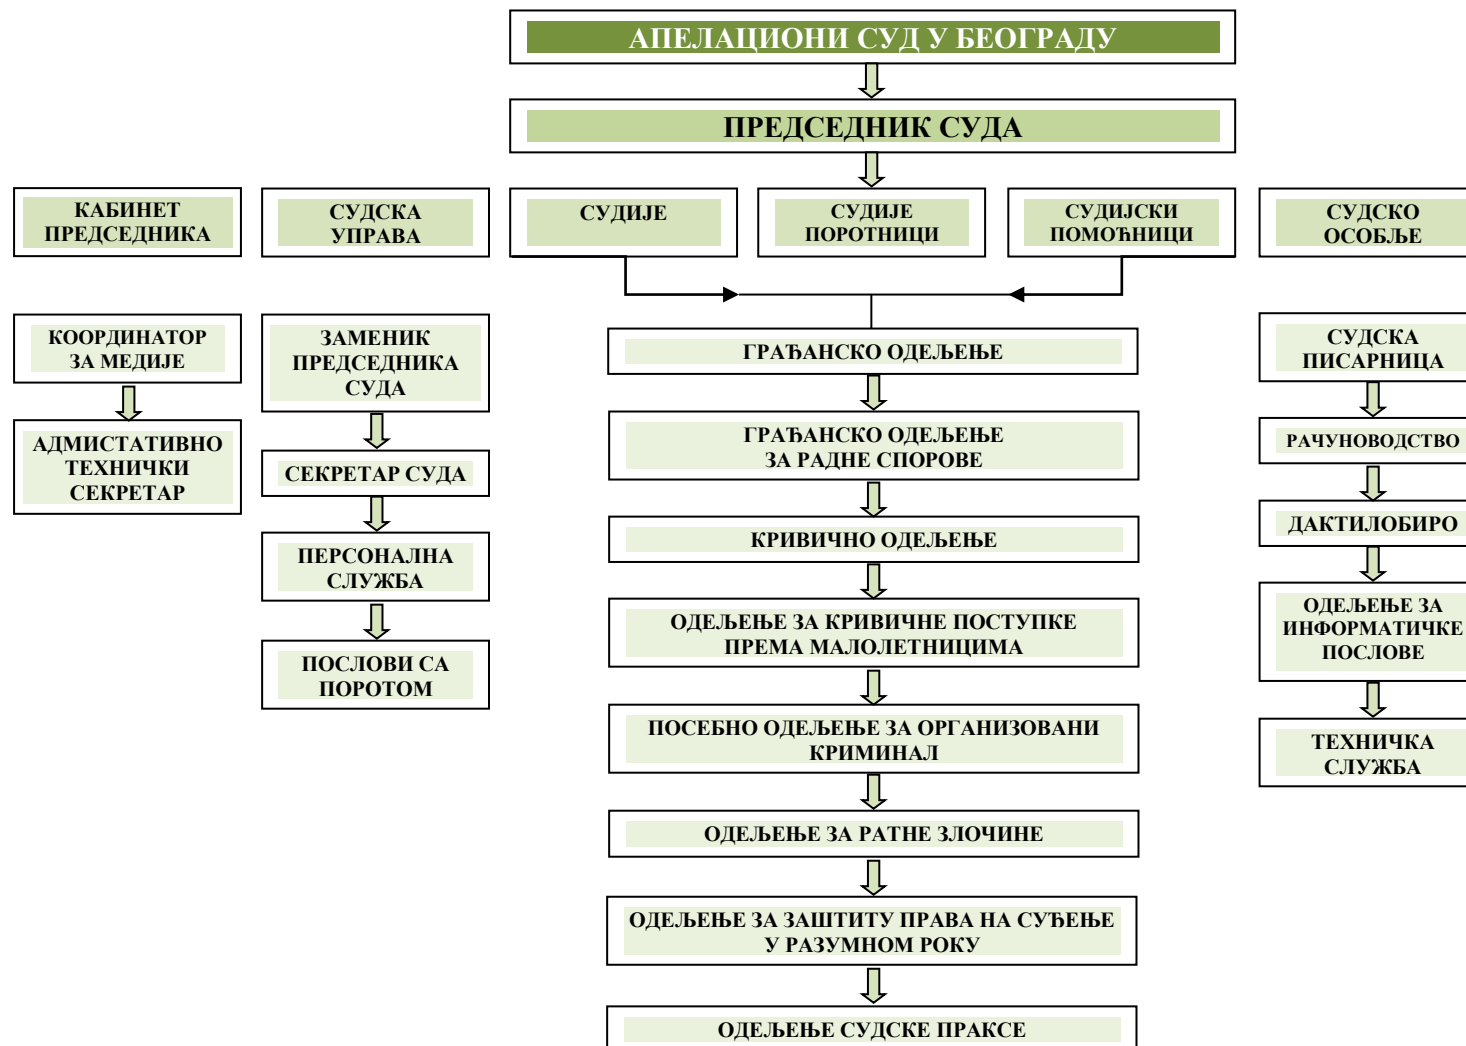 АПЕЛАЦИОНИ СУД У БЕОГРАДУ
ПРЕДСЕДНИК СУДА
КАБИНЕТ
ПРЕДСЕДНИКА
СУДСКА
УПРАВА
СУДИЈЕ
СУДИЈЕ
ПОРОТНИЦИ
СУДИЈСКИ
ПОМОЋНИЦИ
СУДСКО
ОСОБЉЕ
КООРДИНАТОР
ЗА МЕДИЈЕ
АДМИСТАТИВНО
ТЕХНИЧКИ
СЕКРЕТАР
ЗАМЕНИК
ПРЕДСЕДНИКА
СУДА
СЕКРЕТАР СУДА
ПЕРСОНАЛНА
СЛУЖБА
ПОСЛОВИ СА
ПОРОТОМ
ГРАЂАНСКО ОДЕЉЕЊЕ
ГРАЂАНСКО ОДЕЉЕЊЕ
ЗА РАДНЕ СПОРОВЕ
КРИВИЧНО ОДЕЉЕЊЕ
ОДЕЉЕЊЕ ЗА КРИВИЧНЕ ПОСТУПКЕ
ПРЕМА МАЛОЛЕТНИЦИМА
ПОСЕБНО ОДЕЉЕЊЕ ЗА ОРГАНИЗОВАНИ
КРИМИНАЛ
ОДЕЉЕЊЕ ЗА РАТНЕ ЗЛОЧИНЕ
ОДЕЉЕЊЕ ЗА ЗАШТИТУ ПРАВА НА СУЂЕЊЕ
У РАЗУМНОМ РОКУ
ОДЕЉЕЊЕ СУДСКЕ ПРАКСЕ
СУДСКА
ПИСАРНИЦА
РАЧУНОВОДСТВО
ДАКТИЛОБИРО
ОДЕЉЕЊЕ ЗА
ИНФОРМАТИЧКЕ
ПОСЛОВЕ
ТЕХНИЧКА
СЛУЖБА